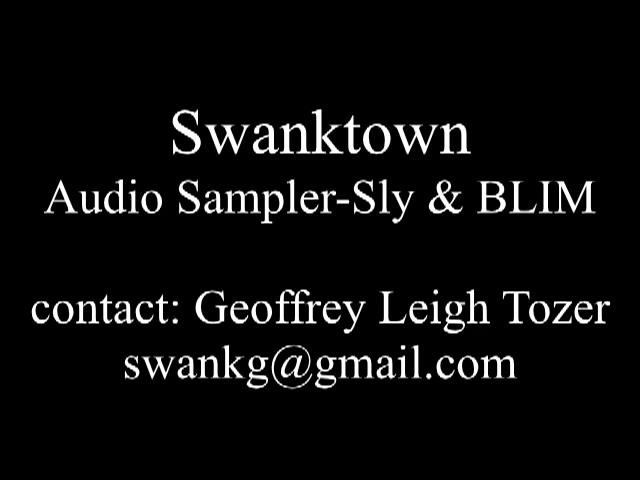 Swanktown
Audio Sampler-Sly & BLIM
contact: Geoffrey Leigh Tozer
swankg@gmail.com